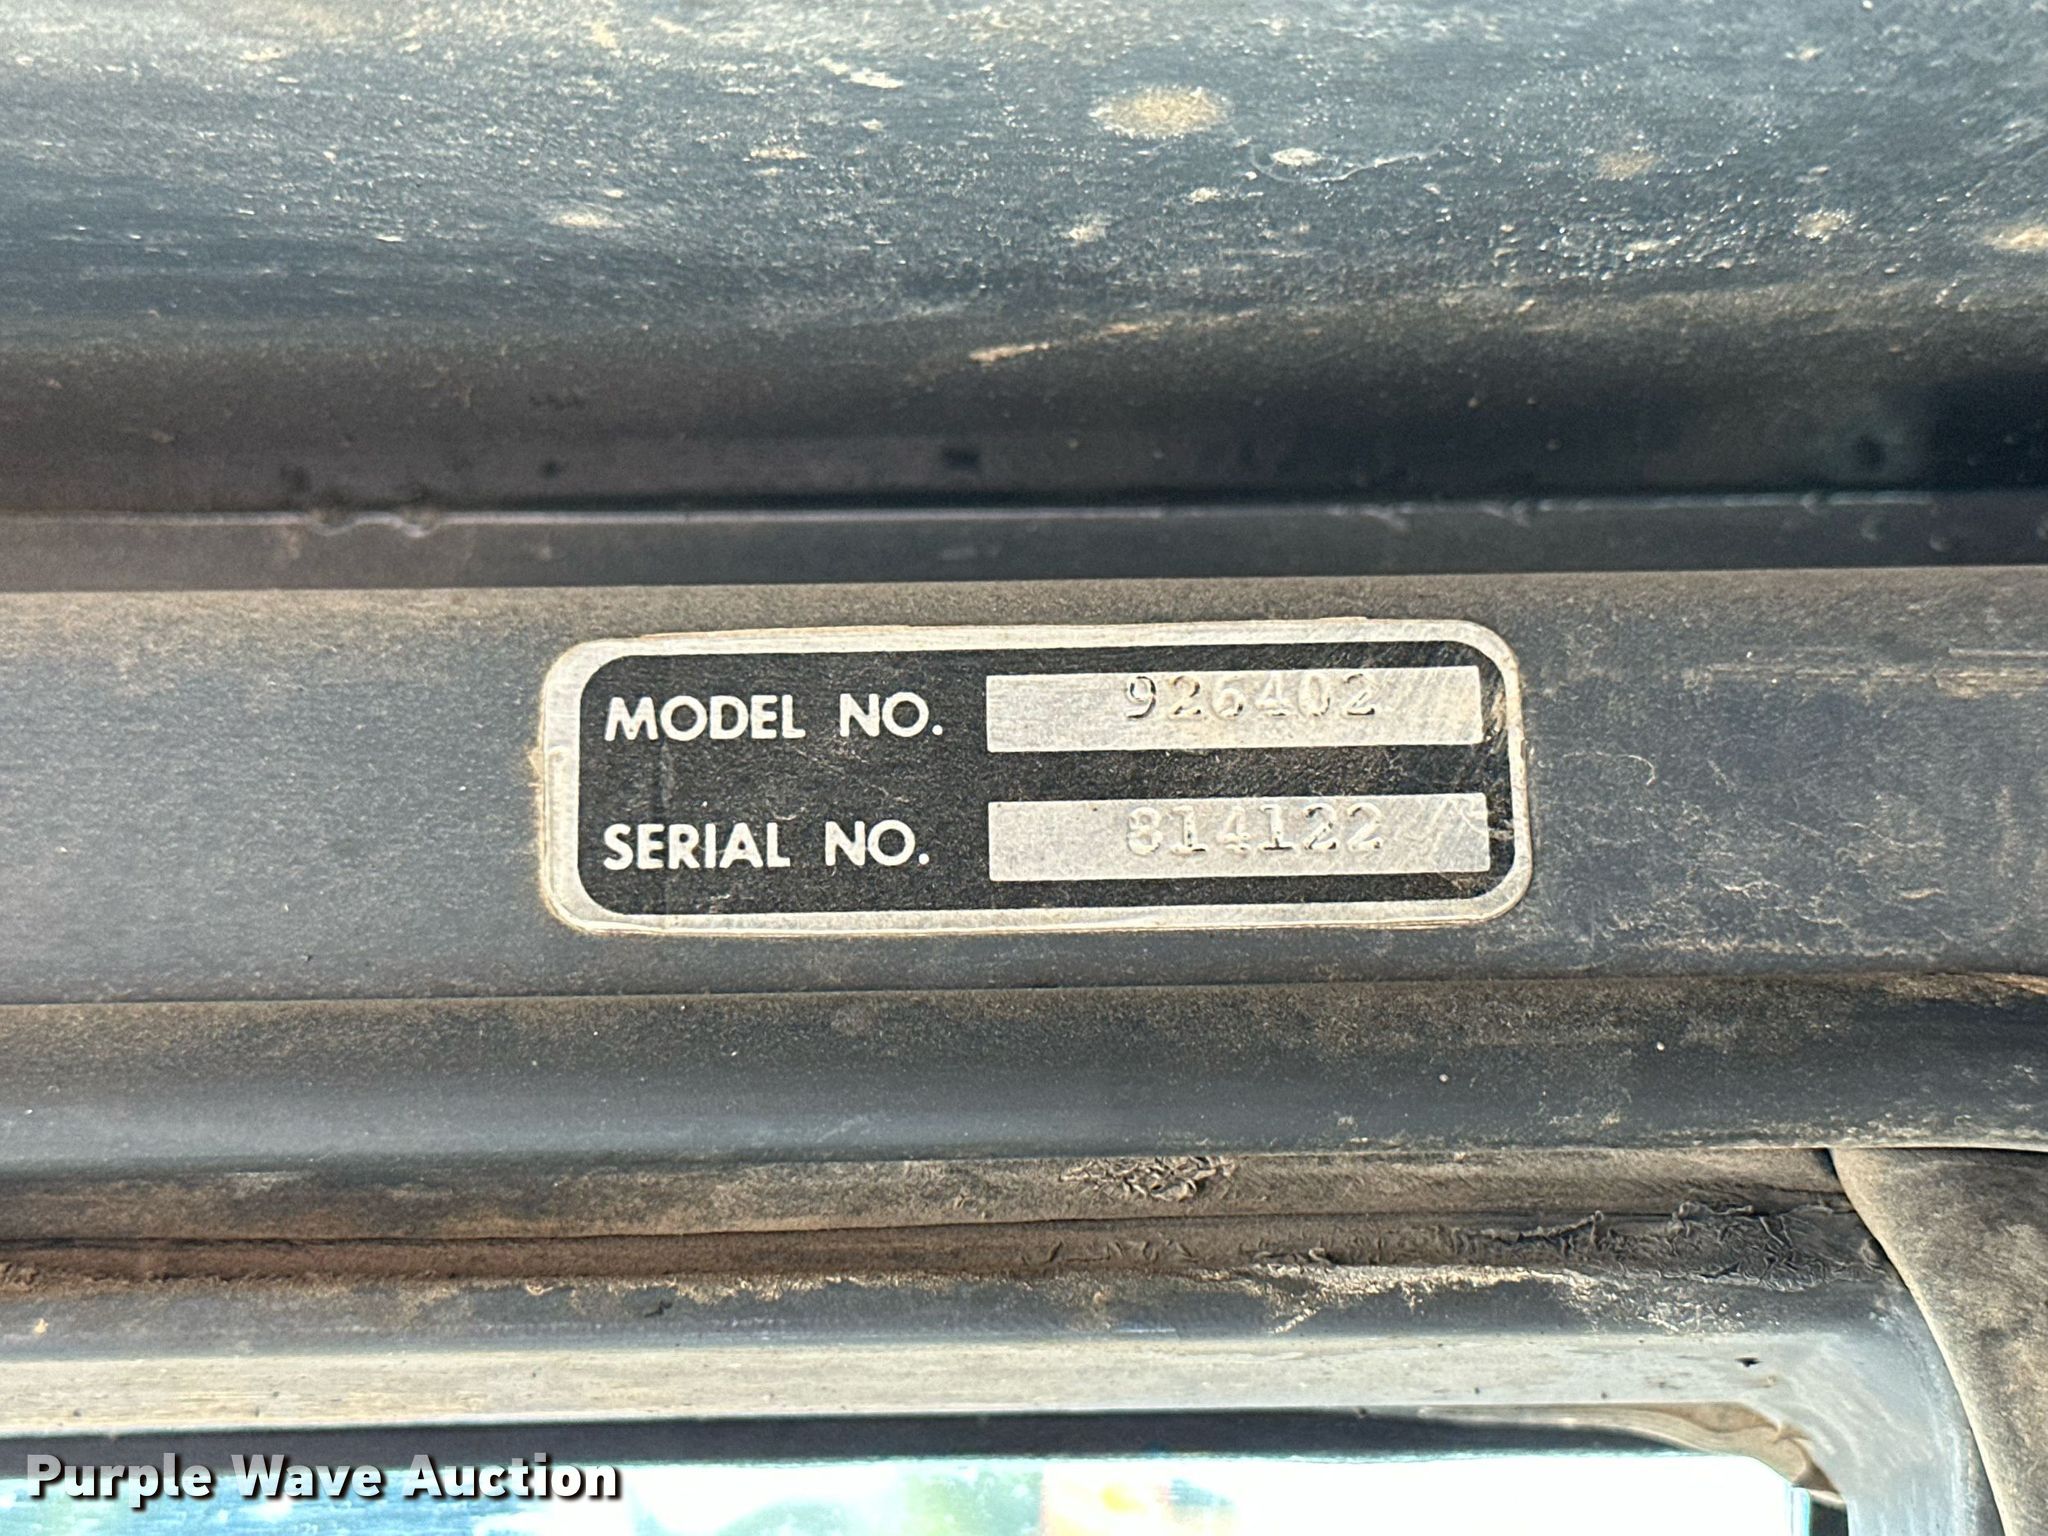 MODEL NO. 926402
SERIAL NO. 814122
Purple Wave Auction